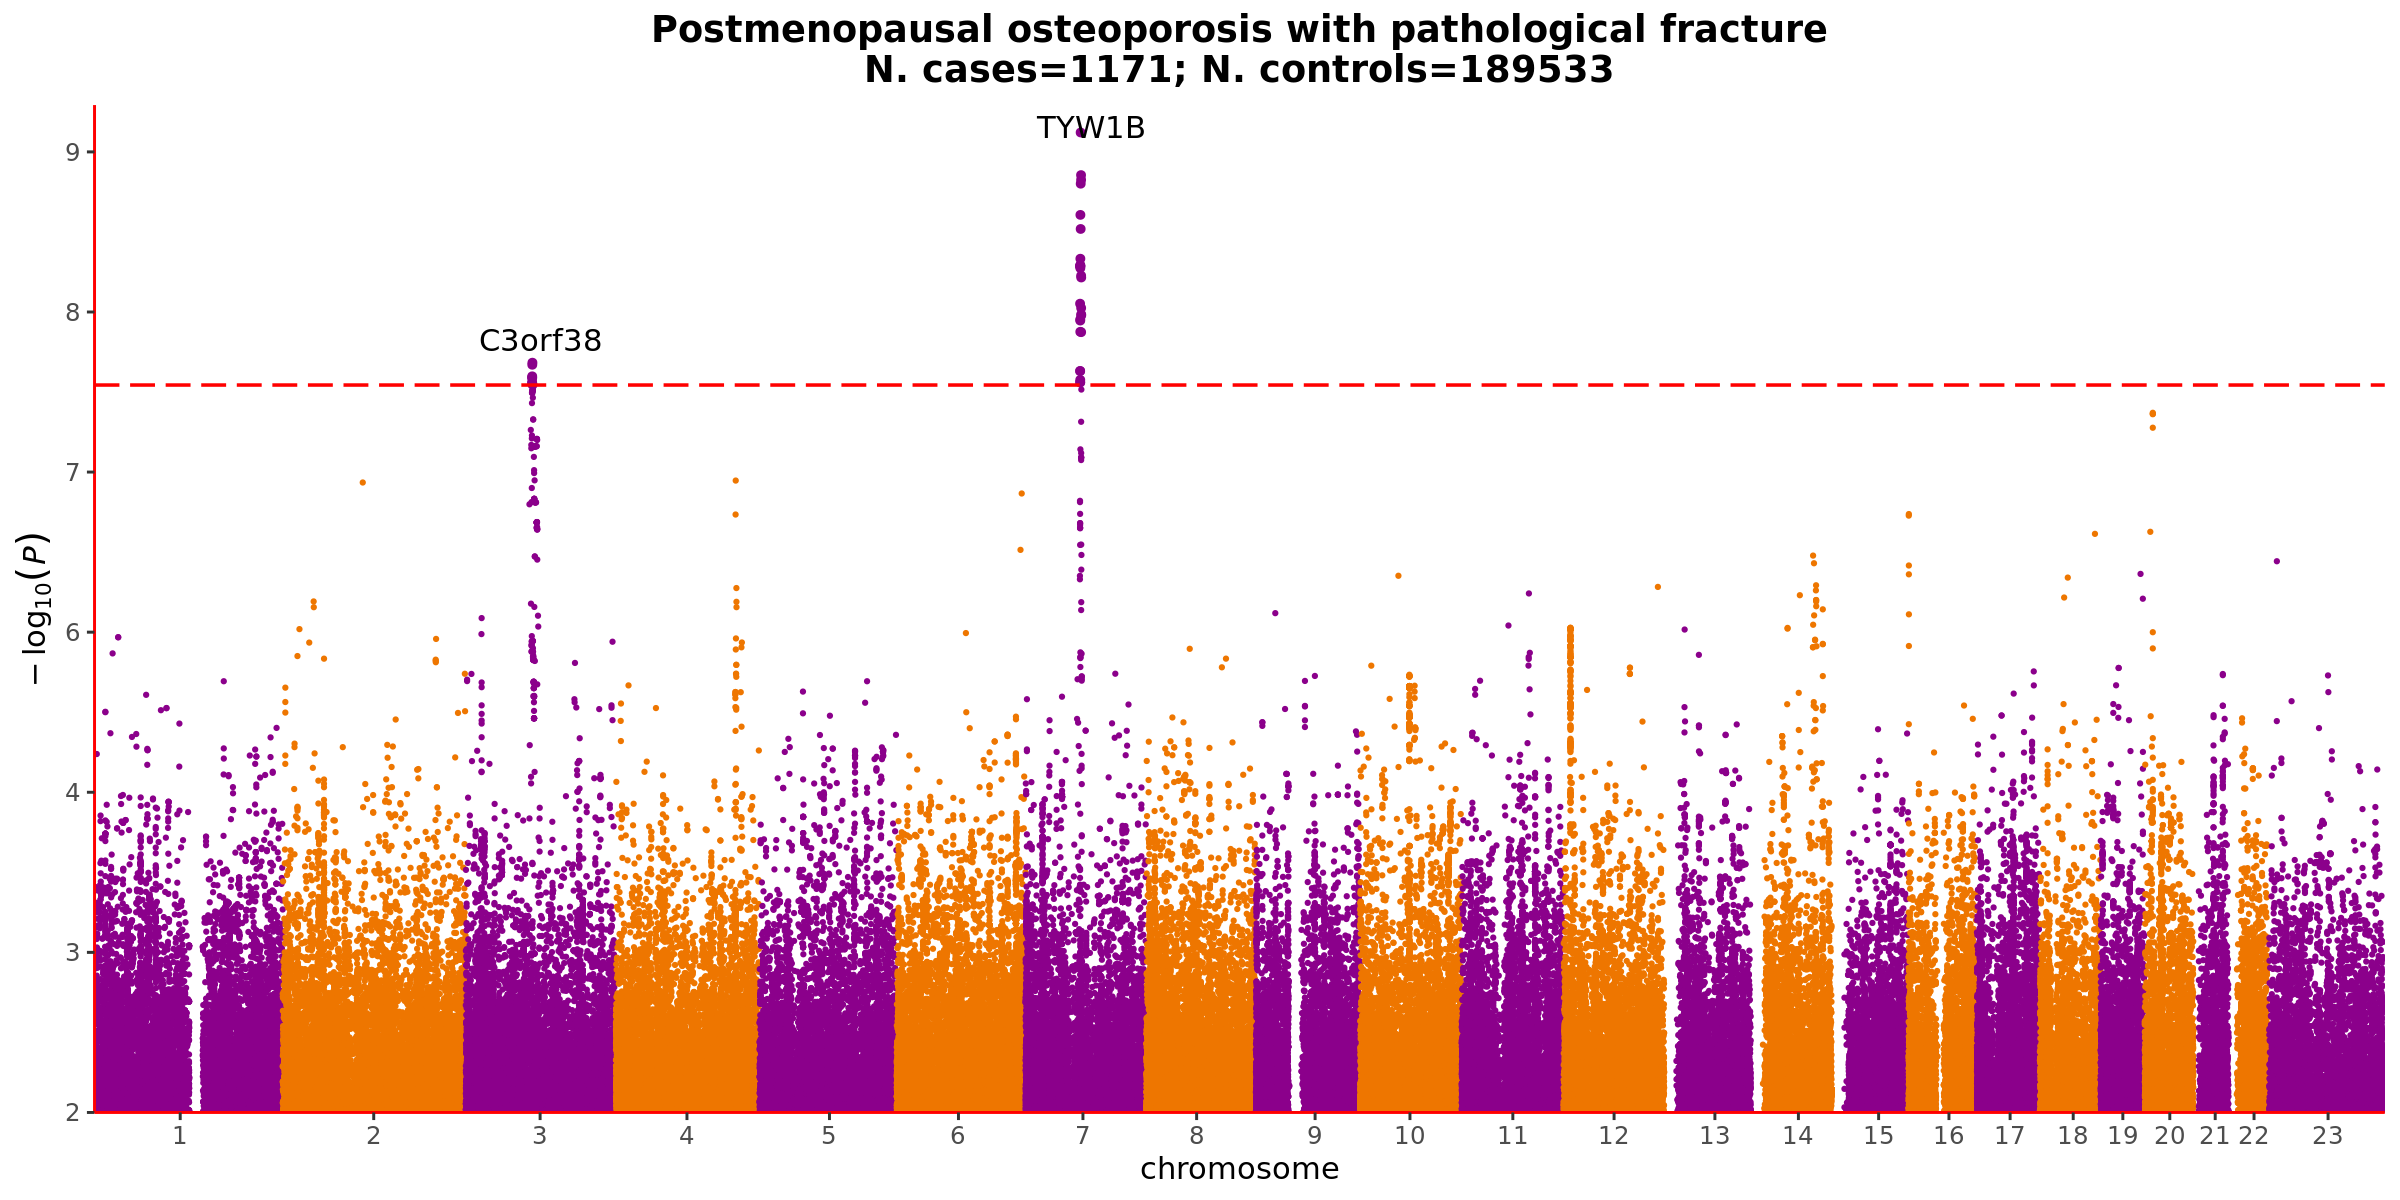 Postmenopausal osteoporosis with pathological fracture
N. cases=1171; N. controls=189533
TYW1B
C3orf38
9
8
7
6
4
3
2
−log10(P)
1 2 3 4 5 6 7 8 9 10 11 12 13 14 15 16 17 18 19 20 21 22 23
chromosome